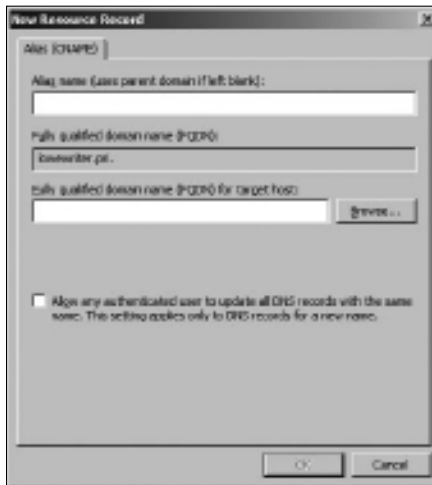 New Resource Record
Alias (CNAME)
Alias name (uses parent domain if left blank):
Fully qualified domain name (FQDN):
lowewriter.pri.
Fully qualified domain name (FQDN) for target host:
Browse...
Allow any authenticated user to update all DNS records with the same
name. This setting applies only to DNS records for a new name.
OK
Cancel